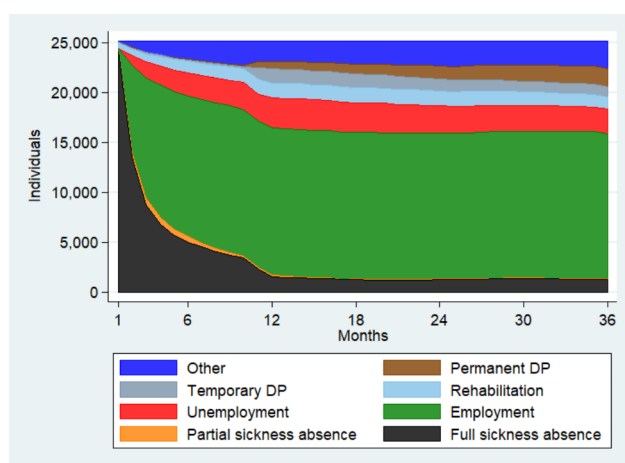 25,000
20,000
15,000
10,000
5,000
0
Individuals
1 6 12 18 24 30 36
Months
Other Permanent DP
Temporary DP Rehabilitation
Unemployment Employment
Partial sickness absence Full sickness absence